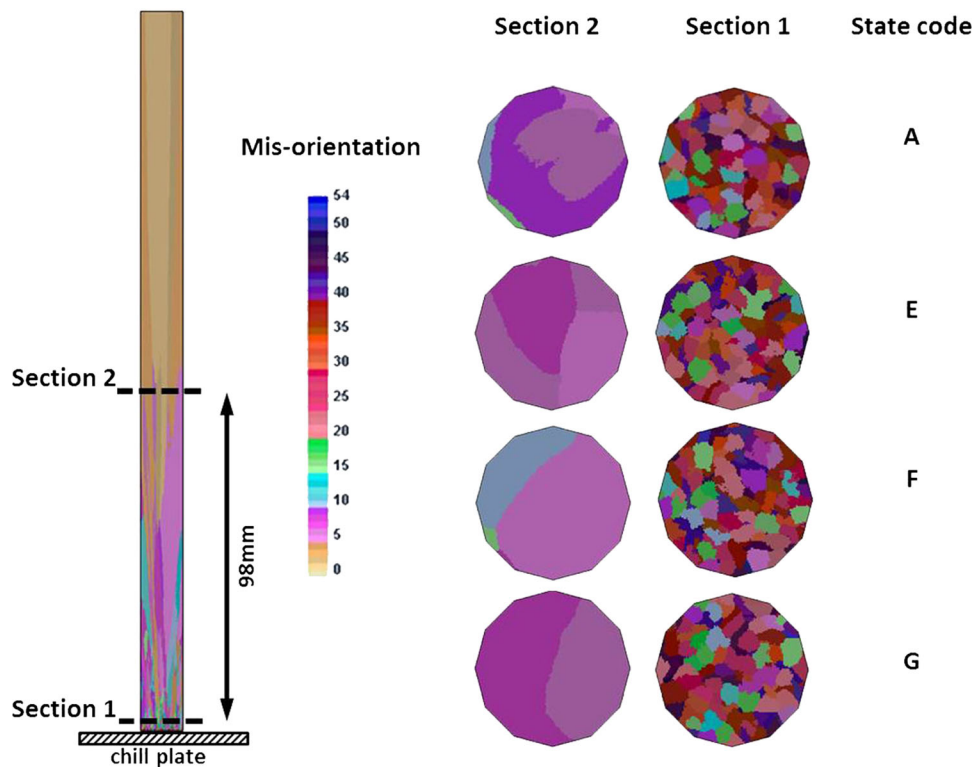 Section 2
Section 1
State code
Mis-orientation
54
50
45
40
35
30
25
20
15
10
5
0
Section 2
98mm
Section 1
chill plate
A
E
F
G